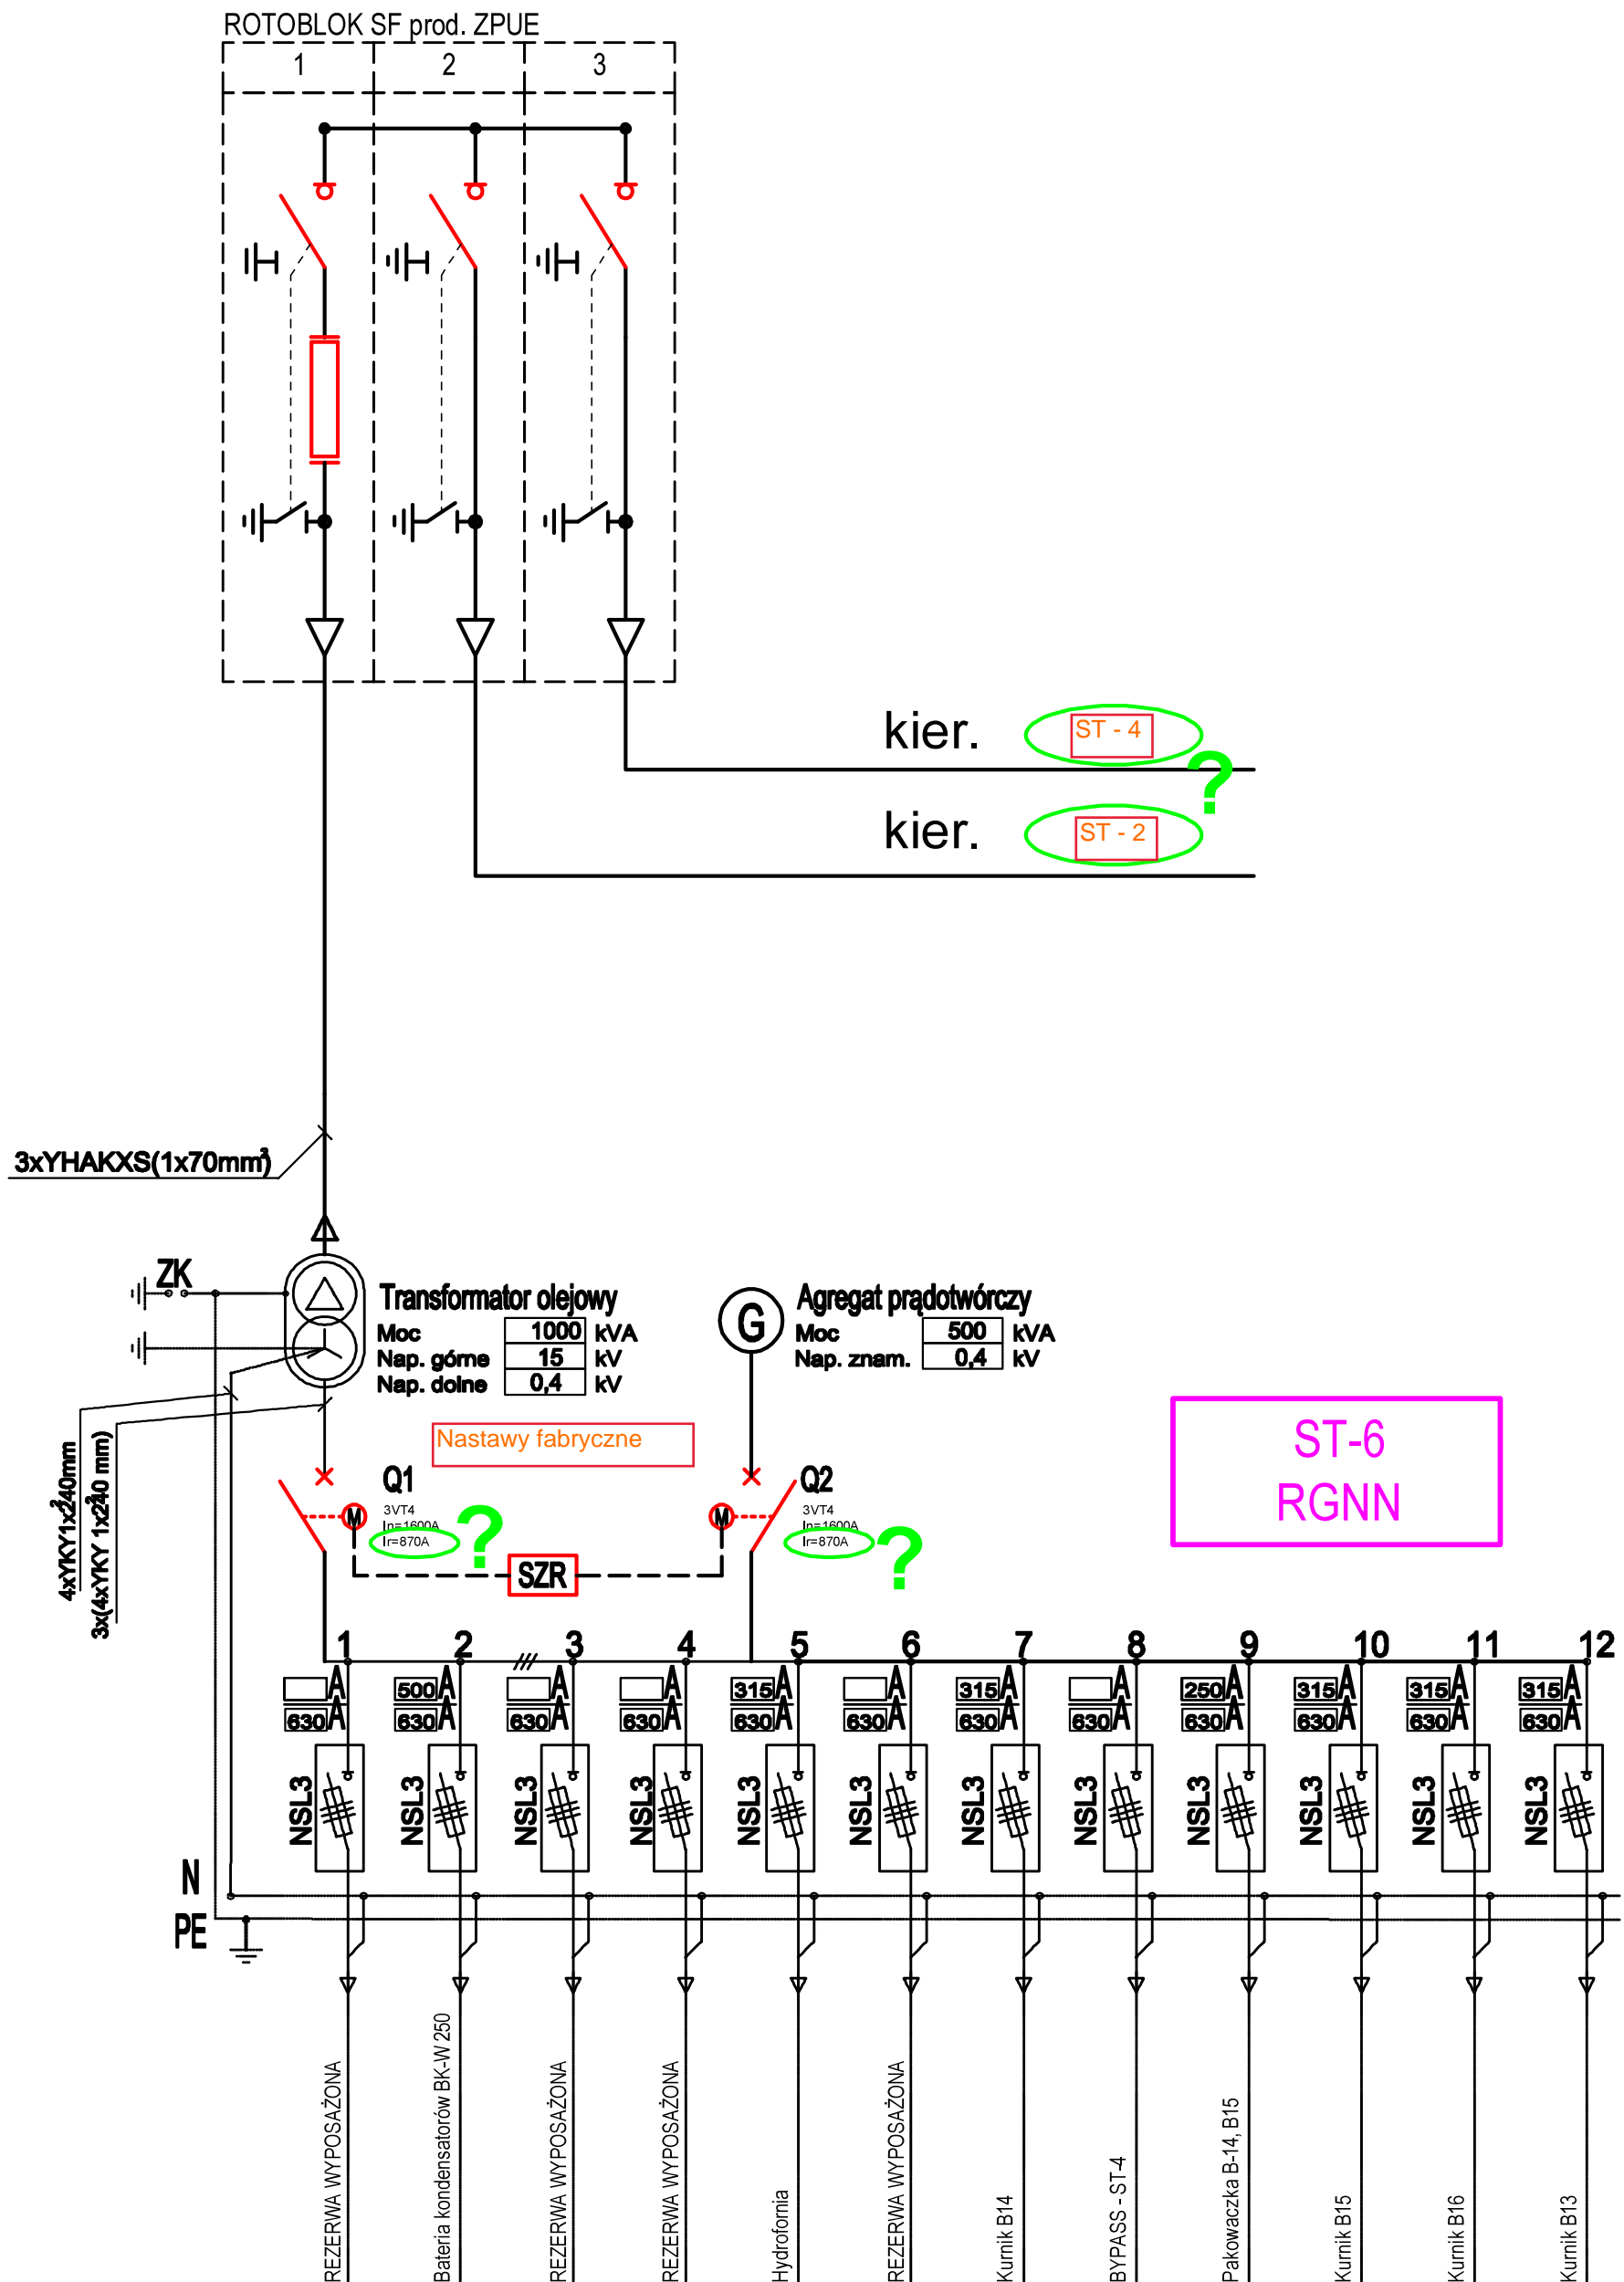 ROTOBLOK SF prod. ZPUE
1 2 3
kier. ST - 4
?
kier. ST - 2
3xYHAKXS(1x70mm²)
ZK
Transformator olejowy
Moc 1000 kVA
Nap. górne 15 kV
Nap. dolne 0,4 kV
G
Agregat prądotwórczy
Moc 500 kVA
Nap. znam. 0,4 kV
4xYKY1x240mm²
3x(4xYKY 1x240 mm²)
Nastawy fabryczne
ST-6
RGNN
Q1
3VT4
In=1600A
Ir=870A
?
M
Q2
3VT4
In=1600A
Ir=870A
?
M
SZR
1 2 3 4 5 6 7 8 9 10 11 12
A 500 A A A 315 A A 315 A A 250 A 315 A 315 A 315 A
630 A 630 A 630 A 630 A 630 A 630 A 630 A 630 A 630 A 630 A 630 A 630 A
NSL3 NSL3 NSL3 NSL3 NSL3 NSL3 NSL3 NSL3 NSL3 NSL3 NSL3 NSL3
N
PE
REZERWA WYPOSAŻONA
Bateria kondensatorów BK-W 250
REZERWA WYPOSAŻONA
REZERWA WYPOSAŻONA
Hydrofornia
REZERWA WYPOSAŻONA
Kurnik B14
BYPASS - ST-4
Pakowaczka B-14, B15
Kurnik B15
Kurnik B16
Kurnik B13